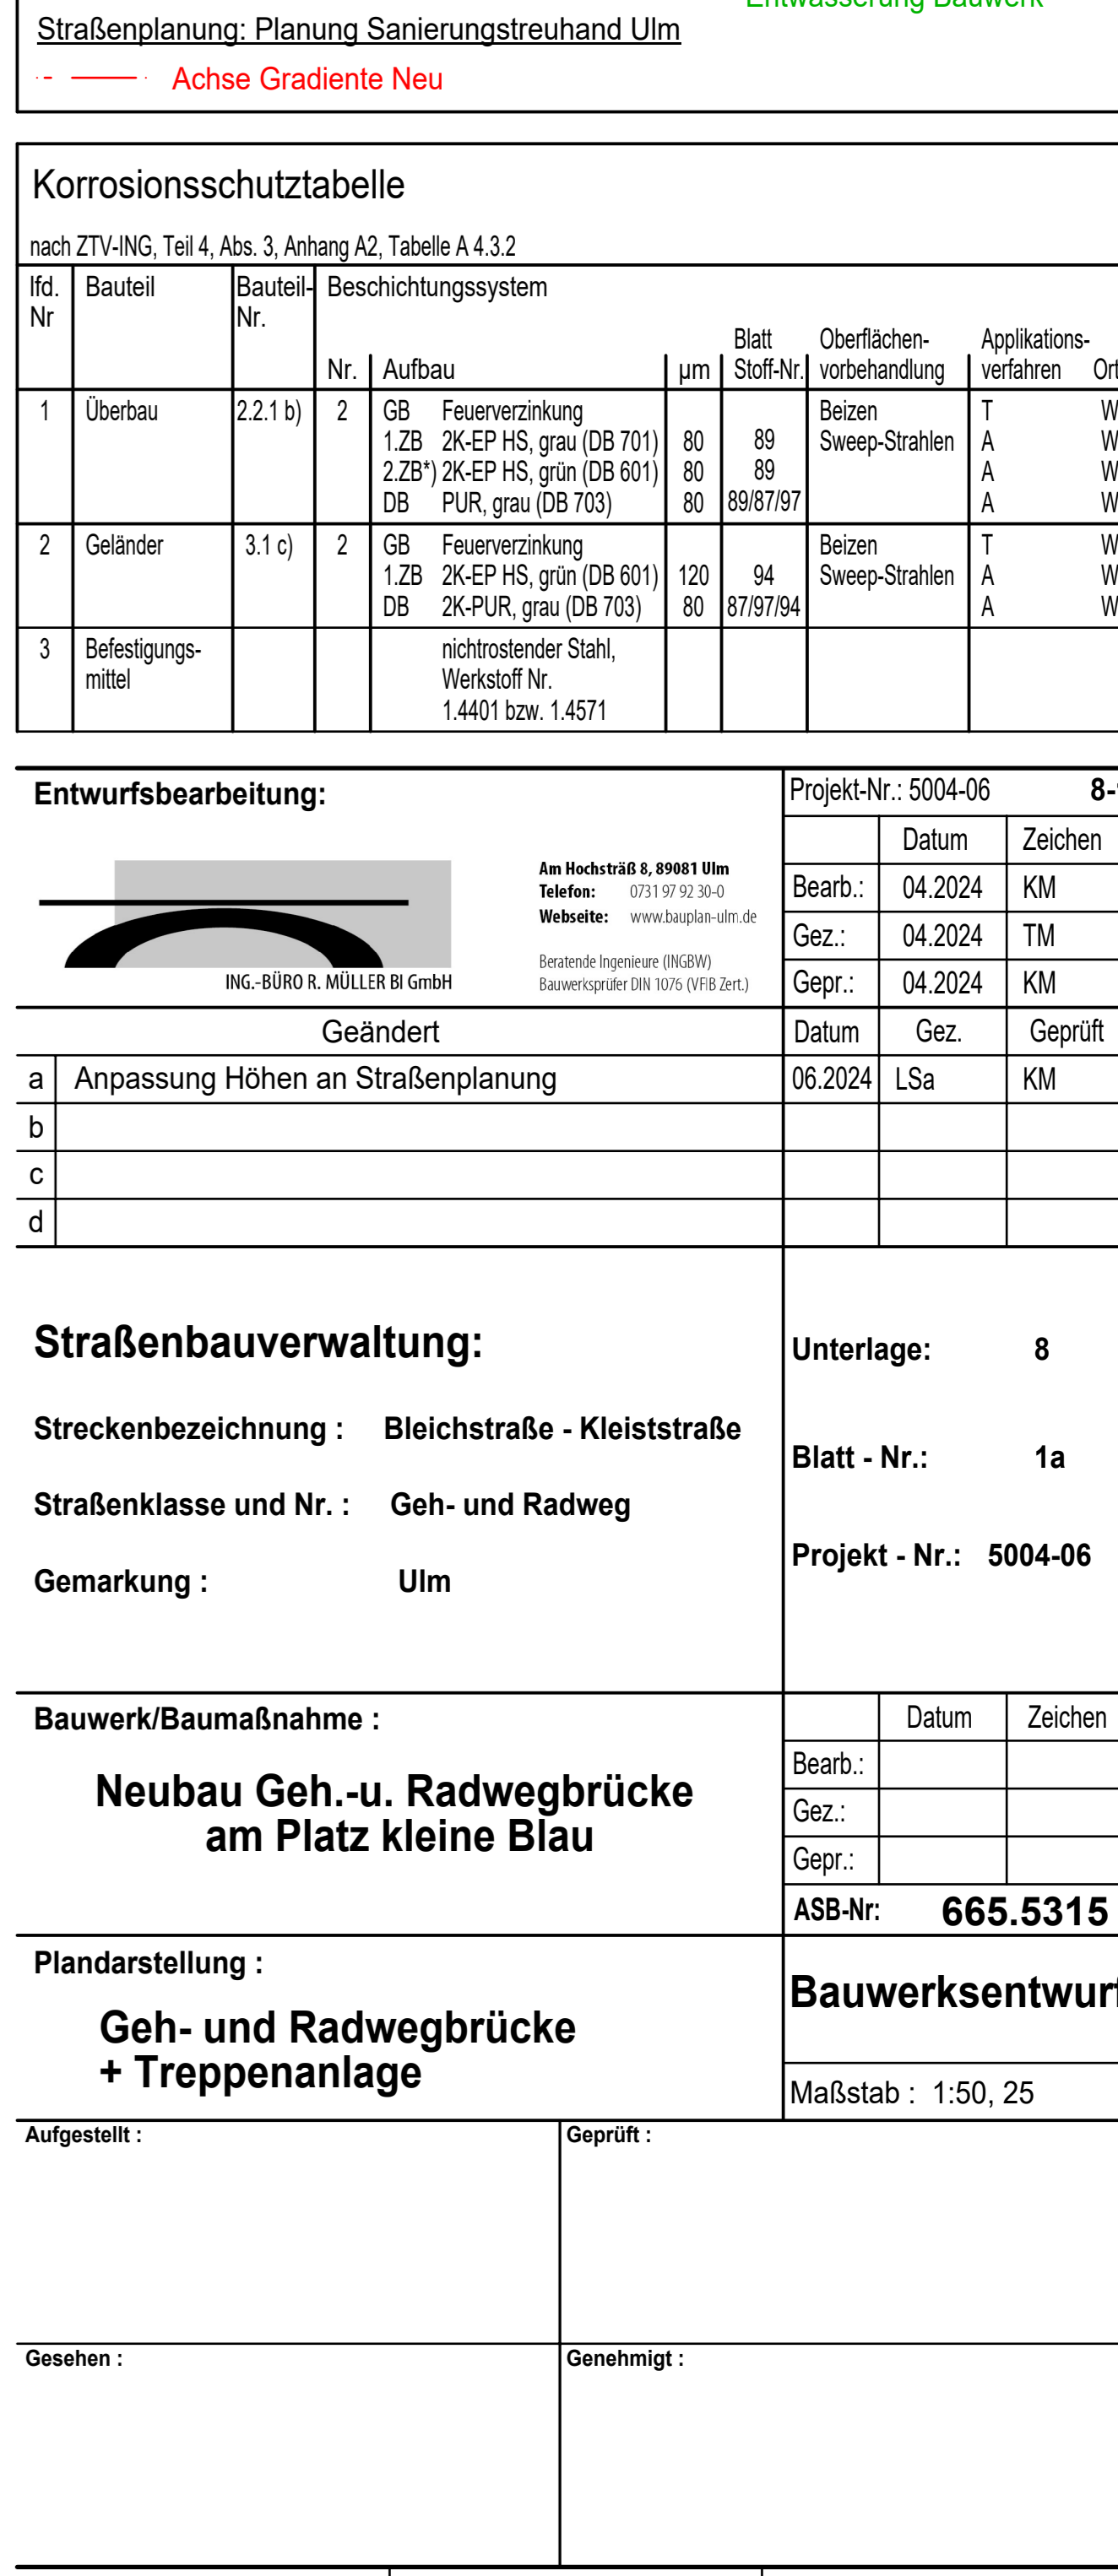 Straßenplanung: Planung Sanierungstreuhand Ulm
Achse Gradiente Neu
Korrosionsschutztabelle
nach ZTV-ING, Teil 4, Abs. 3, Anhang A2, Tabelle A 4.3.2
lfd. Bauteil Bauteil- Beschichtungssystem
Nr Nr.
Blatt Oberflächen- Applikations-
Nr. Aufbau µm Stoff-Nr. vorbehandlung verfahren Ort
1 Überbau 2.2.1 b) 2 GB Feuerverzinkung Beizen T W
1.ZB 2K-EP HS, grau (DB 701) 80 89 Sweep-Strahlen A W
2.ZB*) 2K-EP HS, grün (DB 601) 80 89 A W
DB PUR, grau (DB 703) 80 89/87/97 A W
2 Geländer 3.1 c) 2 GB Feuerverzinkung Beizen T W
1.ZB 2K-EP HS, grün (DB 601) 120 94 Sweep-Strahlen A W
DB 2K-PUR, grau (DB 703) 80 87/97/94 A W
3 Befestigungs- nichtrostender Stahl,
mittel Werkstoff Nr.
1.4401 bzw. 1.4571
Entwurfsbearbeitung: Projekt-Nr.: 5004-06
Datum Zeichen
Am Hochsträß 8, 89081 Ulm
Telefon: 0731 97 92 30-0
Webseite: www.bauplan-ulm.de
Beratende Ingenieure (INGBW)
Bauwerksprüfer DIN 1076 (VFIB Zert.)
ING.-BÜRO R. MÜLLER BI GmbH
Bearb.: 04.2024 KM
Gez.: 04.2024 TM
Gepr.: 04.2024 KM
Geändert Datum Gez. Geprüft
a Anpassung Höhen an Straßenplanung 06.2024 LSa KM
b
c
d
Straßenbauverwaltung:
Unterlage: 8
Streckenbezeichnung : Bleichstraße - Kleiststraße
Blatt - Nr.: 1a
Straßenklasse und Nr. : Geh- und Radweg
Projekt - Nr.: 5004-06
Gemarkung : Ulm
Bauwerk/Baumaßnahme : Datum Zeichen
Neubau Geh.-u. Radwegbrücke
am Platz kleine Blau
Bearb.:
Gez.:
Gepr.:
ASB-Nr: 665.5315
Plandarstellung :
Bauwerksentwurf
Geh- und Radwegbrücke
+ Treppenanlage
Maßstab : 1:50, 25
Aufgestellt : Geprüft :
Gesehen : Genehmigt :